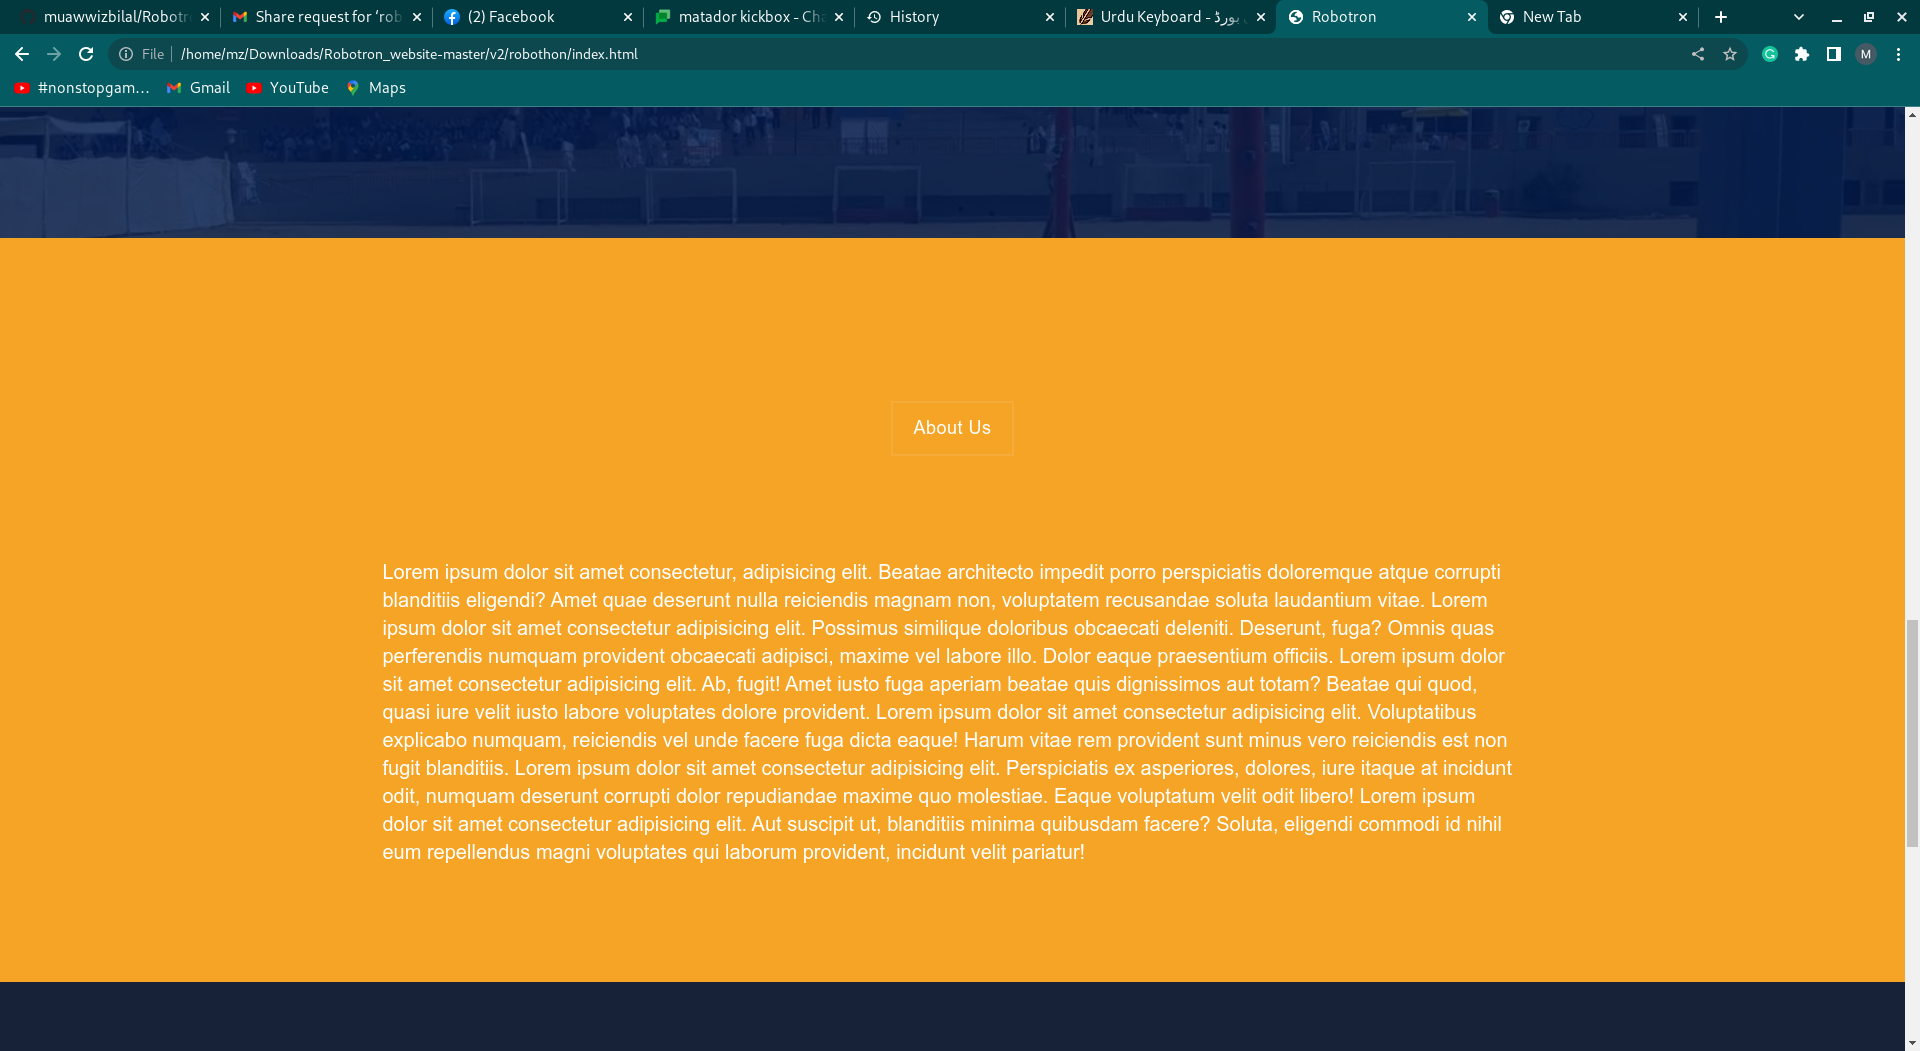 muawwizbilal/Robotr
Share request for ‘rob
(2) Facebook
matador kickbox - Cha
History
Urdu Keyboard - بورڈ
Robotron
New Tab
File /home/mz/Downloads/Robotron_website-master/v2/robothon/index.html
M
#nonstopgam...
Gmail
YouTube
Maps
About Us
Lorem ipsum dolor sit amet consectetur, adipisicing elit. Beatae architecto impedit porro perspiciatis doloremque atque corrupti
blanditiis eligendi? Amet quae deserunt nulla reiciendis magnam non, voluptatem recusandae soluta laudantium vitae. Lorem
ipsum dolor sit amet consectetur adipisicing elit. Possimus similique doloribus obcaecati deleniti. Deserunt, fuga? Omnis quas
perferendis numquam provident obcaecati adipisci, maxime vel labore illo. Dolor eaque praesentium officiis. Lorem ipsum dolor
sit amet consectetur adipisicing elit. Ab, fugit! Amet iusto fuga aperiam beatae quis dignissimos aut totam? Beatae qui quod,
quasi iure velit iusto labore voluptates dolore provident. Lorem ipsum dolor sit amet consectetur adipisicing elit. Voluptatibus
explicabo numquam, reiciendis vel unde facere fuga dicta eaque! Harum vitae rem provident sunt minus vero reiciendis est non
fugit blanditiis. Lorem ipsum dolor sit amet consectetur adipisicing elit. Perspiciatis ex asperiores, dolores, iure itaque at incidunt
odit, numquam deserunt corrupti dolor repudiandae maxime quo molestiae. Eaque voluptatum velit odit libero! Lorem ipsum
dolor sit amet consectetur adipisicing elit. Aut suscipit ut, blanditiis minima quibusdam facere? Soluta, eligendi commodi id nihil
eum repellendus magni voluptates qui laborum provident, incidunt velit pariatur!